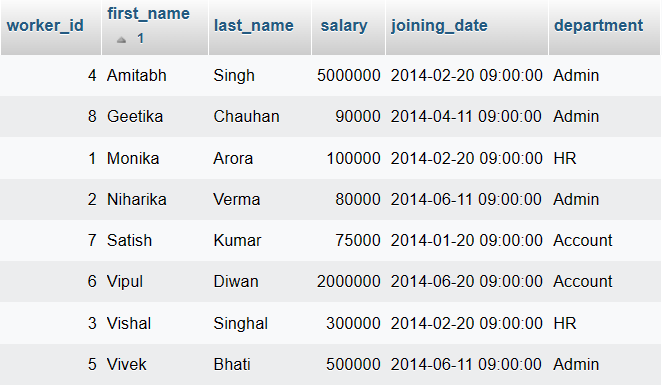 worker_id first_name 1 last_name salary joining_date department
4 Amitabh Singh 5000000 2014-02-20 09:00:00 Admin
8 Geetika Chauhan 90000 2014-04-11 09:00:00 Admin
1 Monika Arora 100000 2014-02-20 09:00:00 HR
2 Niharika Verma 80000 2014-06-11 09:00:00 Admin
7 Satish Kumar 75000 2014-01-20 09:00:00 Account
6 Vipul Diwan 2000000 2014-06-20 09:00:00 Account
3 Vishal Singhal 300000 2014-02-20 09:00:00 HR
5 Vivek Bhati 500000 2014-06-11 09:00:00 Admin